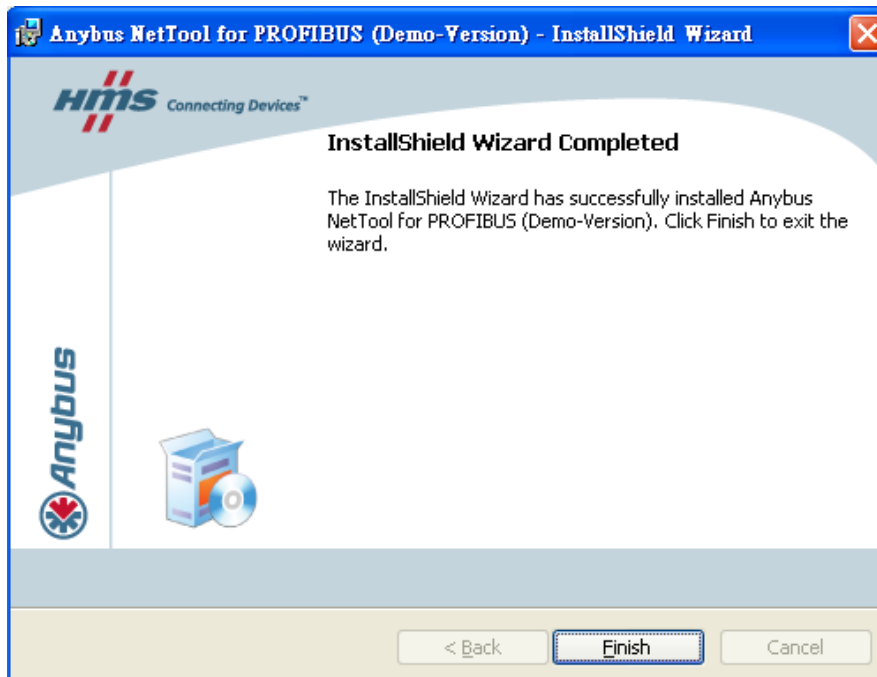 Anybus NetTool for PROFIBUS (Demo-Version) - InstallShield Wizard
HMS Connecting Devices™
InstallShield Wizard Completed
The InstallShield Wizard has successfully installed Anybus
NetTool for PROFIBUS (Demo-Version). Click Finish to exit the
wizard.
Anybus
< Back
Finish
Cancel